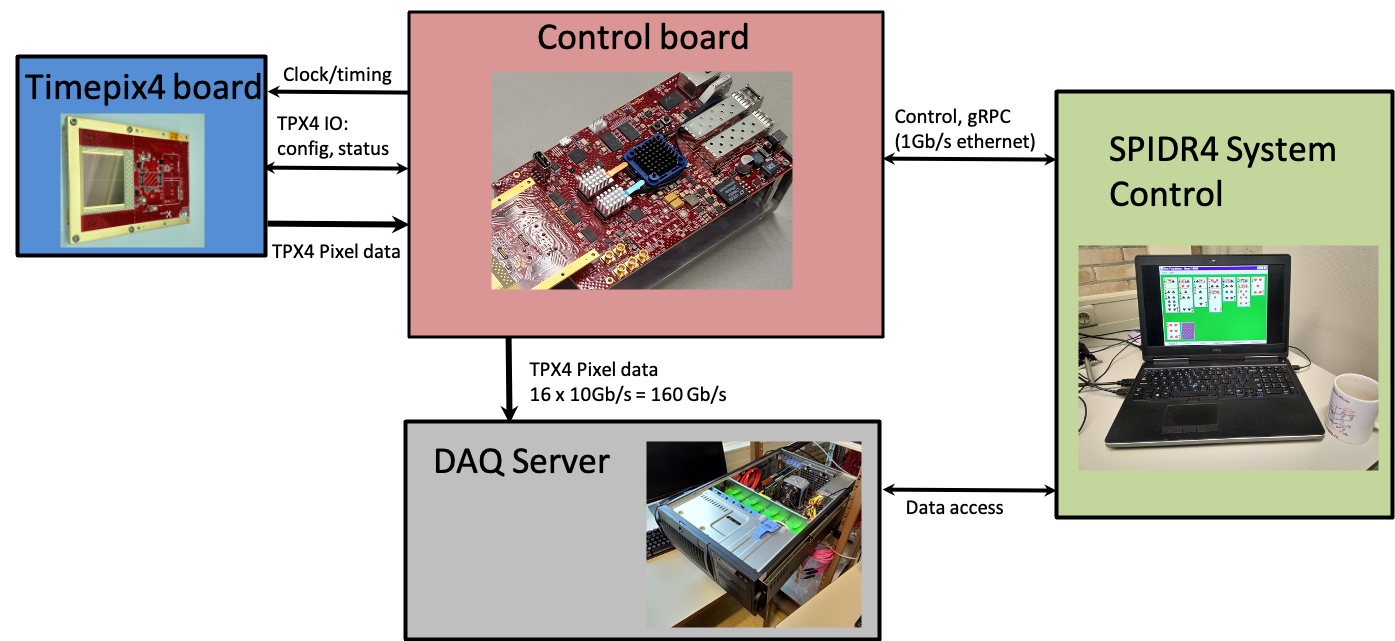 Control board
Timepix4 board
Clock/timing
TPX4 IO:
config, status
TPX4 Pixel data
Control, gRPC
(1Gb/s ethernet)
SPIDR4 System
Control
TPX4 Pixel data
16 x 10Gb/s = 160 Gb/s
DAQ Server
Data access